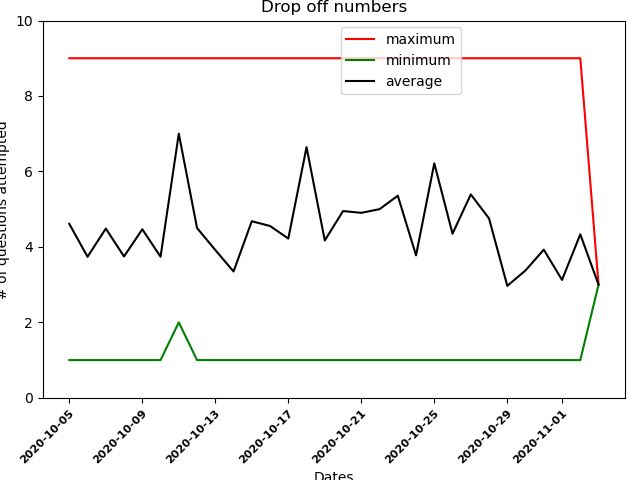 Drop off numbers
maximum
minimum
average
# of questions attempted
10
8
6
4
2
0
2020-10-05
2020-10-09
2020-10-13
2020-10-17
2020-10-21
2020-10-25
2020-10-29
2020-11-01
Dates